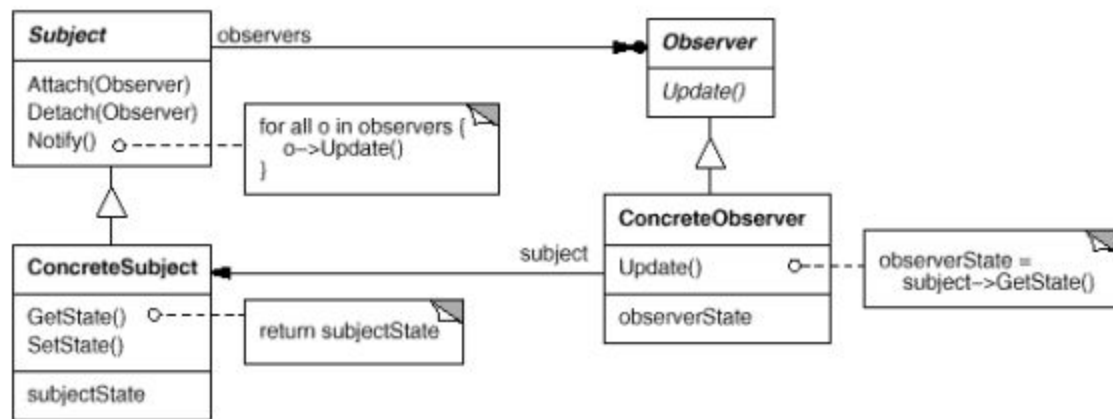 Subject
observers
Observer
Attach(Observer)
Detach(Observer)
Notify()
for all o in observers {
o->Update()
}
Update()
ConcreteSubject
subject
ConcreteObserver
GetState()
SetState()
return subjectState
Update()
observerState =
subject->GetState()
subjectState
observerState